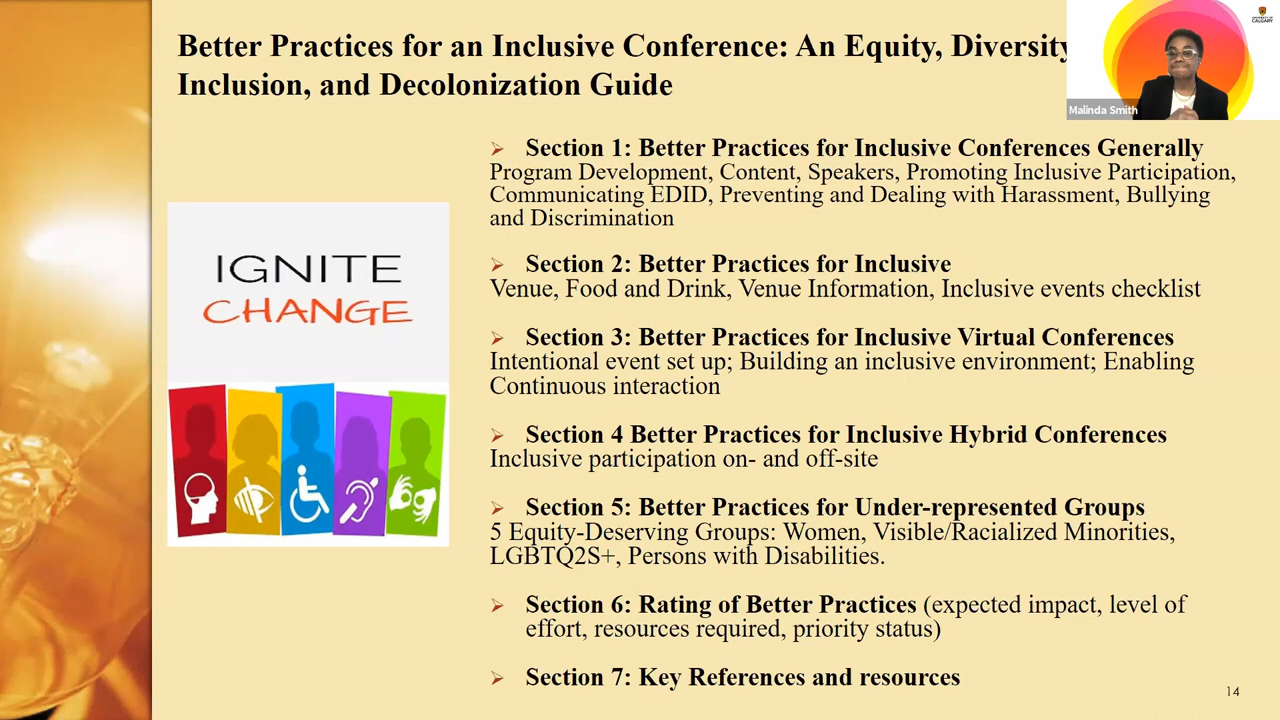 Better Practices for an Inclusive Conference: An Equity, Diversity
Inclusion, and Decolonization Guide
UNIVERSITY OF
CALGARY
Malinda Smith
IGNITE
CHANGE
➢ Section 1: Better Practices for Inclusive Conferences Generally
Program Development, Content, Speakers, Promoting Inclusive Participation,
Communicating EDID, Preventing and Dealing with Harassment, Bullying
and Discrimination
➢ Section 2: Better Practices for Inclusive
Venue, Food and Drink, Venue Information, Inclusive events checklist
➢ Section 3: Better Practices for Inclusive Virtual Conferences
Intentional event set up; Building an inclusive environment; Enabling
Continuous interaction
➢ Section 4 Better Practices for Inclusive Hybrid Conferences
Inclusive participation on- and off-site
➢ Section 5: Better Practices for Under-represented Groups
5 Equity-Deserving Groups: Women, Visible/Racialized Minorities,
LGBTQ2S+, Persons with Disabilities.
➢ Section 6: Rating of Better Practices (expected impact, level of
effort, resources required, priority status)
➢ Section 7: Key References and resources
14